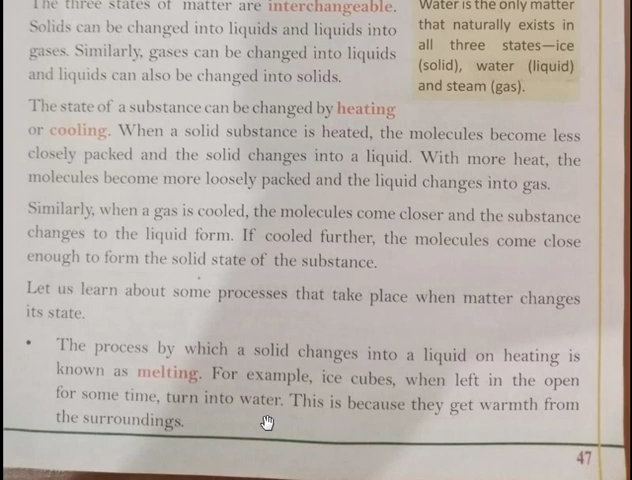 The three states of matter are interchangeable.
Solids can be changed into liquids and liquids into
gases. Similarly, gases can be changed into liquids
and liquids can also be changed into solids.
Water is the only matter
that naturally exists in
all three states—ice
(solid), water (liquid)
and steam (gas).
The state of a substance can be changed by heating
or cooling. When a solid substance is heated, the molecules become less
closely packed and the solid changes into a liquid. With more heat, the
molecules become more loosely packed and the liquid changes into gas.
Similarly, when a gas is cooled, the molecules come closer and the substance
changes to the liquid form. If cooled further, the molecules come close
enough to form the solid state of the substance.
Let us learn about some processes that take place when matter changes
its state.
• The process by which a solid changes into a liquid on heating is
known as melting. For example, ice cubes, when left in the open
for some time, turn into water. This is because they get warmth from
the surroundings.
47